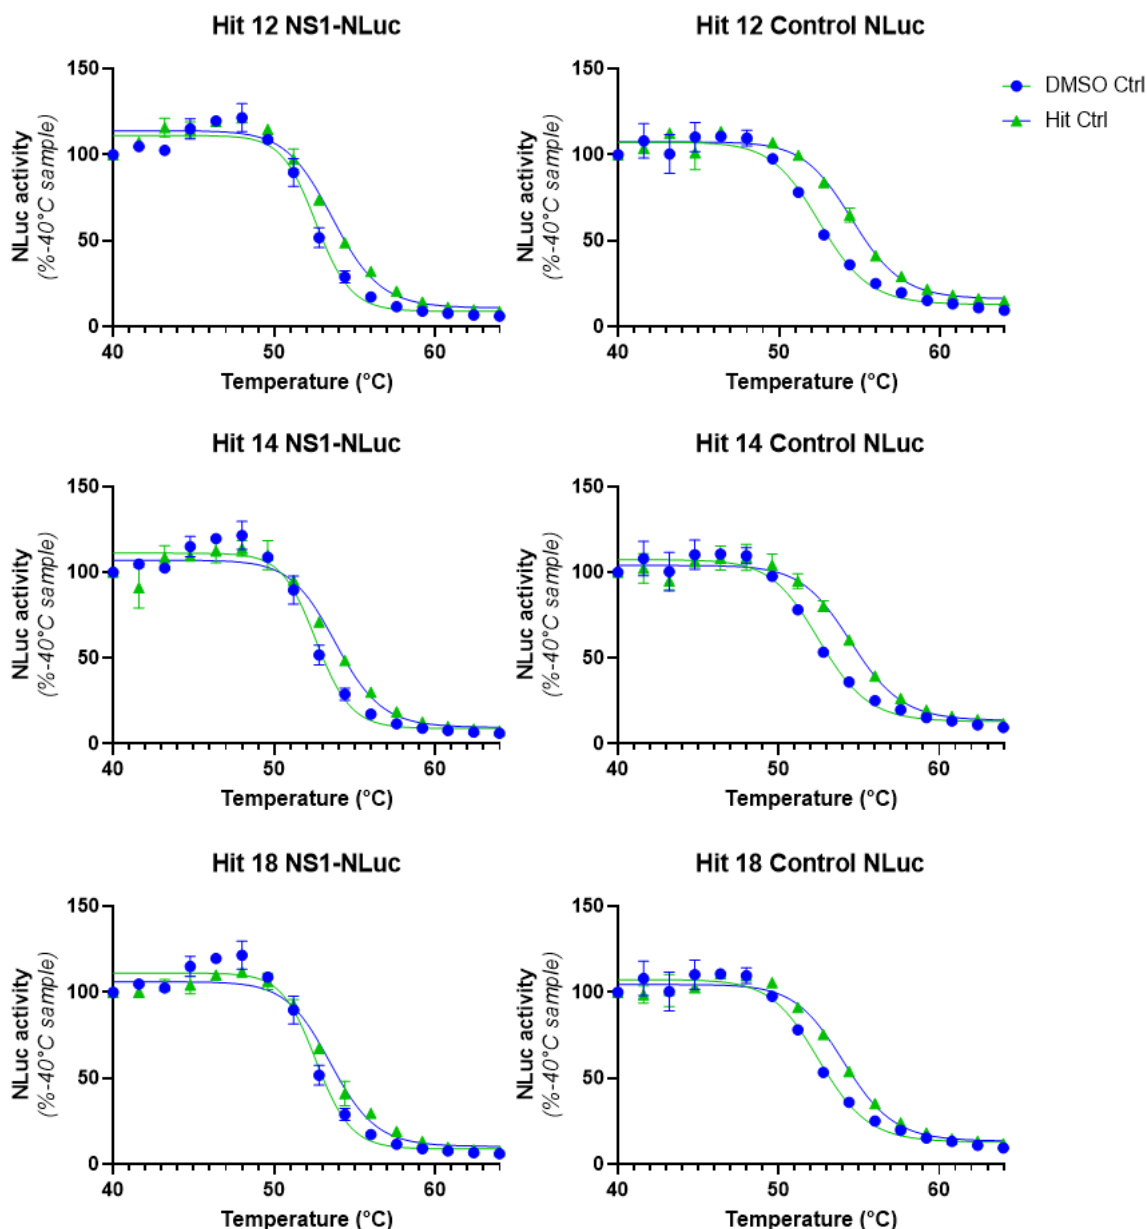 Hit 12 NS1-NLuc
150
100
50
0
NLuc activity
(%-40°C sample)
40
50
60
Temperature (°C)
Hit 12 Control NLuc
150
100
50
0
NLuc activity
(%-40°C sample)
40
50
60
Temperature (°C)
DMSO Ctrl
Hit Ctrl
Hit 14 NS1-NLuc
150
100
50
0
NLuc activity
(%-40°C sample)
40
50
60
Temperature (°C)
Hit 14 Control NLuc
150
100
50
0
NLuc activity
(%-40°C sample)
40
50
60
Temperature (°C)
Hit 18 NS1-NLuc
150
100
50
0
NLuc activity
(%-40°C sample)
40
50
60
Temperature (°C)
Hit 18 Control NLuc
150
100
50
0
NLuc activity
(%-40°C sample)
40
50
60
Temperature (°C)